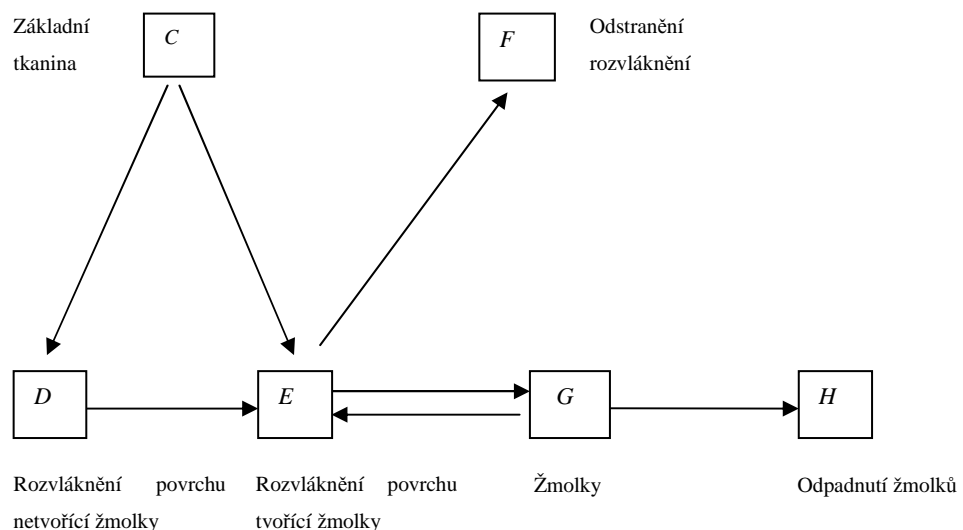 Základní
tkanina
C
F
Odstranění
rozvláknění
D
E
G
H
Rozvláknění povrchu
netvořící žmolky
Rozvláknění povrchu
tvořící žmolky
Žmolky
Odpadnutí žmolků